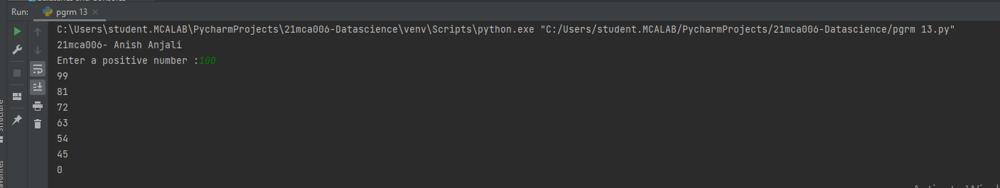 Run:
pgrm 13
C:\Users\student.MCALAB\PycharmProjects\21mca006-Datascience\venv\Scripts\python.exe "C:/Users/student.MCALAB/PycharmProjects/21mca006-Datascience/pgrm 13.py"
21mca006- Anish Anjali
Enter a positive number :100
99
81
72
63
54
45
0
Structure